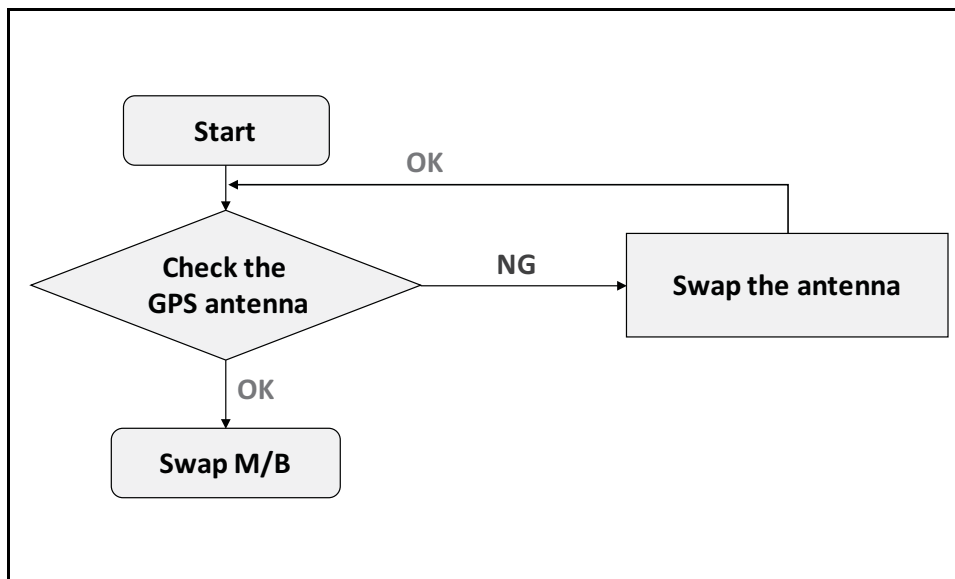 Start
OK
Check the
GPS antenna
NG
Swap the antenna
OK
Swap M/B